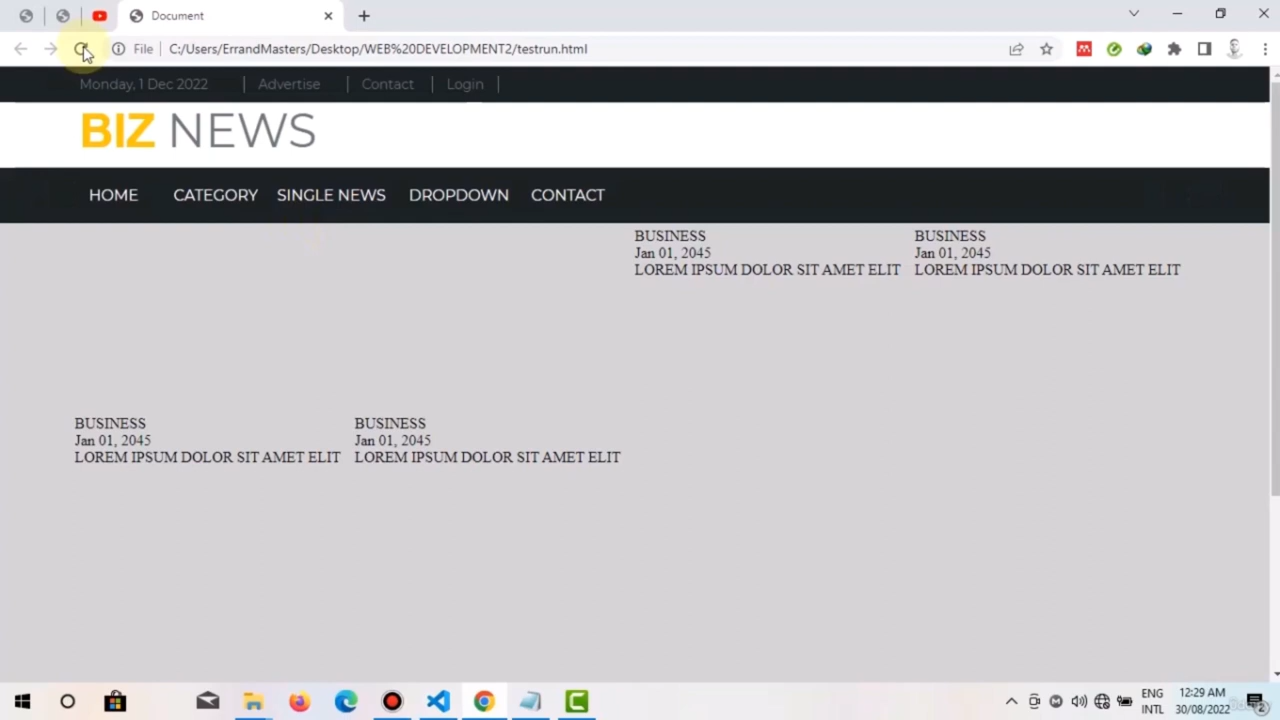 Document
File
C:/Users/ErrandMasters/Desktop/WEB%20DEVELOPMENT2/testrun.html
Monday, 1 Dec 2022 | Advertise | Contact | Login |
BIZ NEWS
HOME CATEGORY SINGLE NEWS DROPDOWN CONTACT
BUSINESS
Jan 01, 2045
LOREM IPSUM DOLOR SIT AMET ELIT
BUSINESS
Jan 01, 2045
LOREM IPSUM DOLOR SIT AMET ELIT
BUSINESS
Jan 01, 2045
LOREM IPSUM DOLOR SIT AMET ELIT
BUSINESS
Jan 01, 2045
LOREM IPSUM DOLOR SIT AMET ELIT
ENG
INTL
12:29 AM
30/08/2022
2